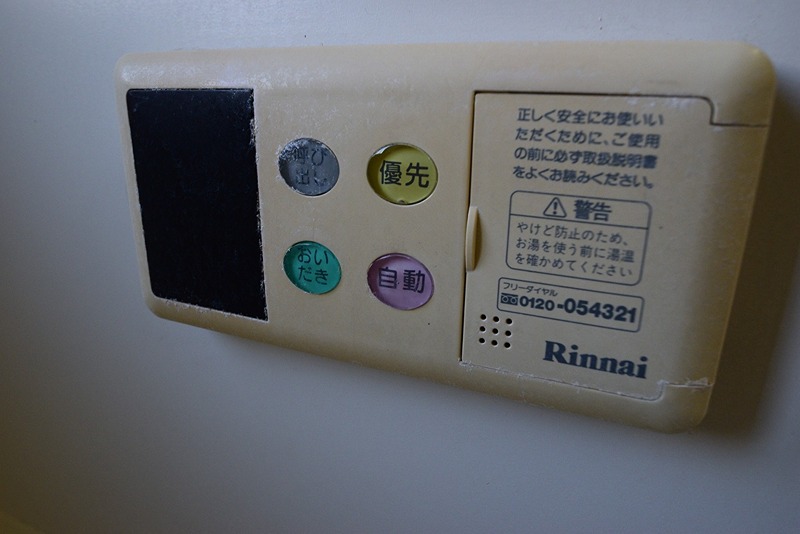 呼び
出し
優先
おい
だき
自動
正しく安全にお使いい
ただくために、ご使用
の前に必ず取扱説明書
をよくお読みください。
警告
やけど防止のため、
お湯を使う前に湯温
を確かめてください
フリーダイヤル
0120-054321
Rinnai